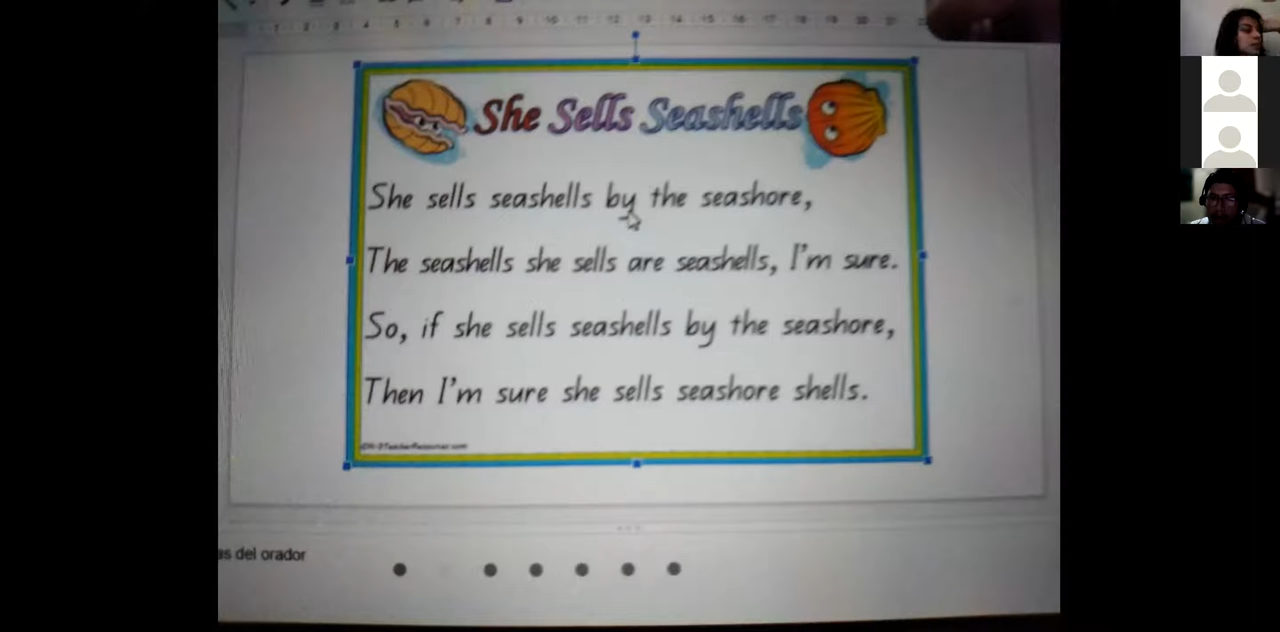 She Sells Seashells
She sells seashells by the seashore,
The seashells she sells are seashells, I'm sure.
So, if she sells seashells by the seashore,
Then I'm sure she sells seashore shells.
as del orador